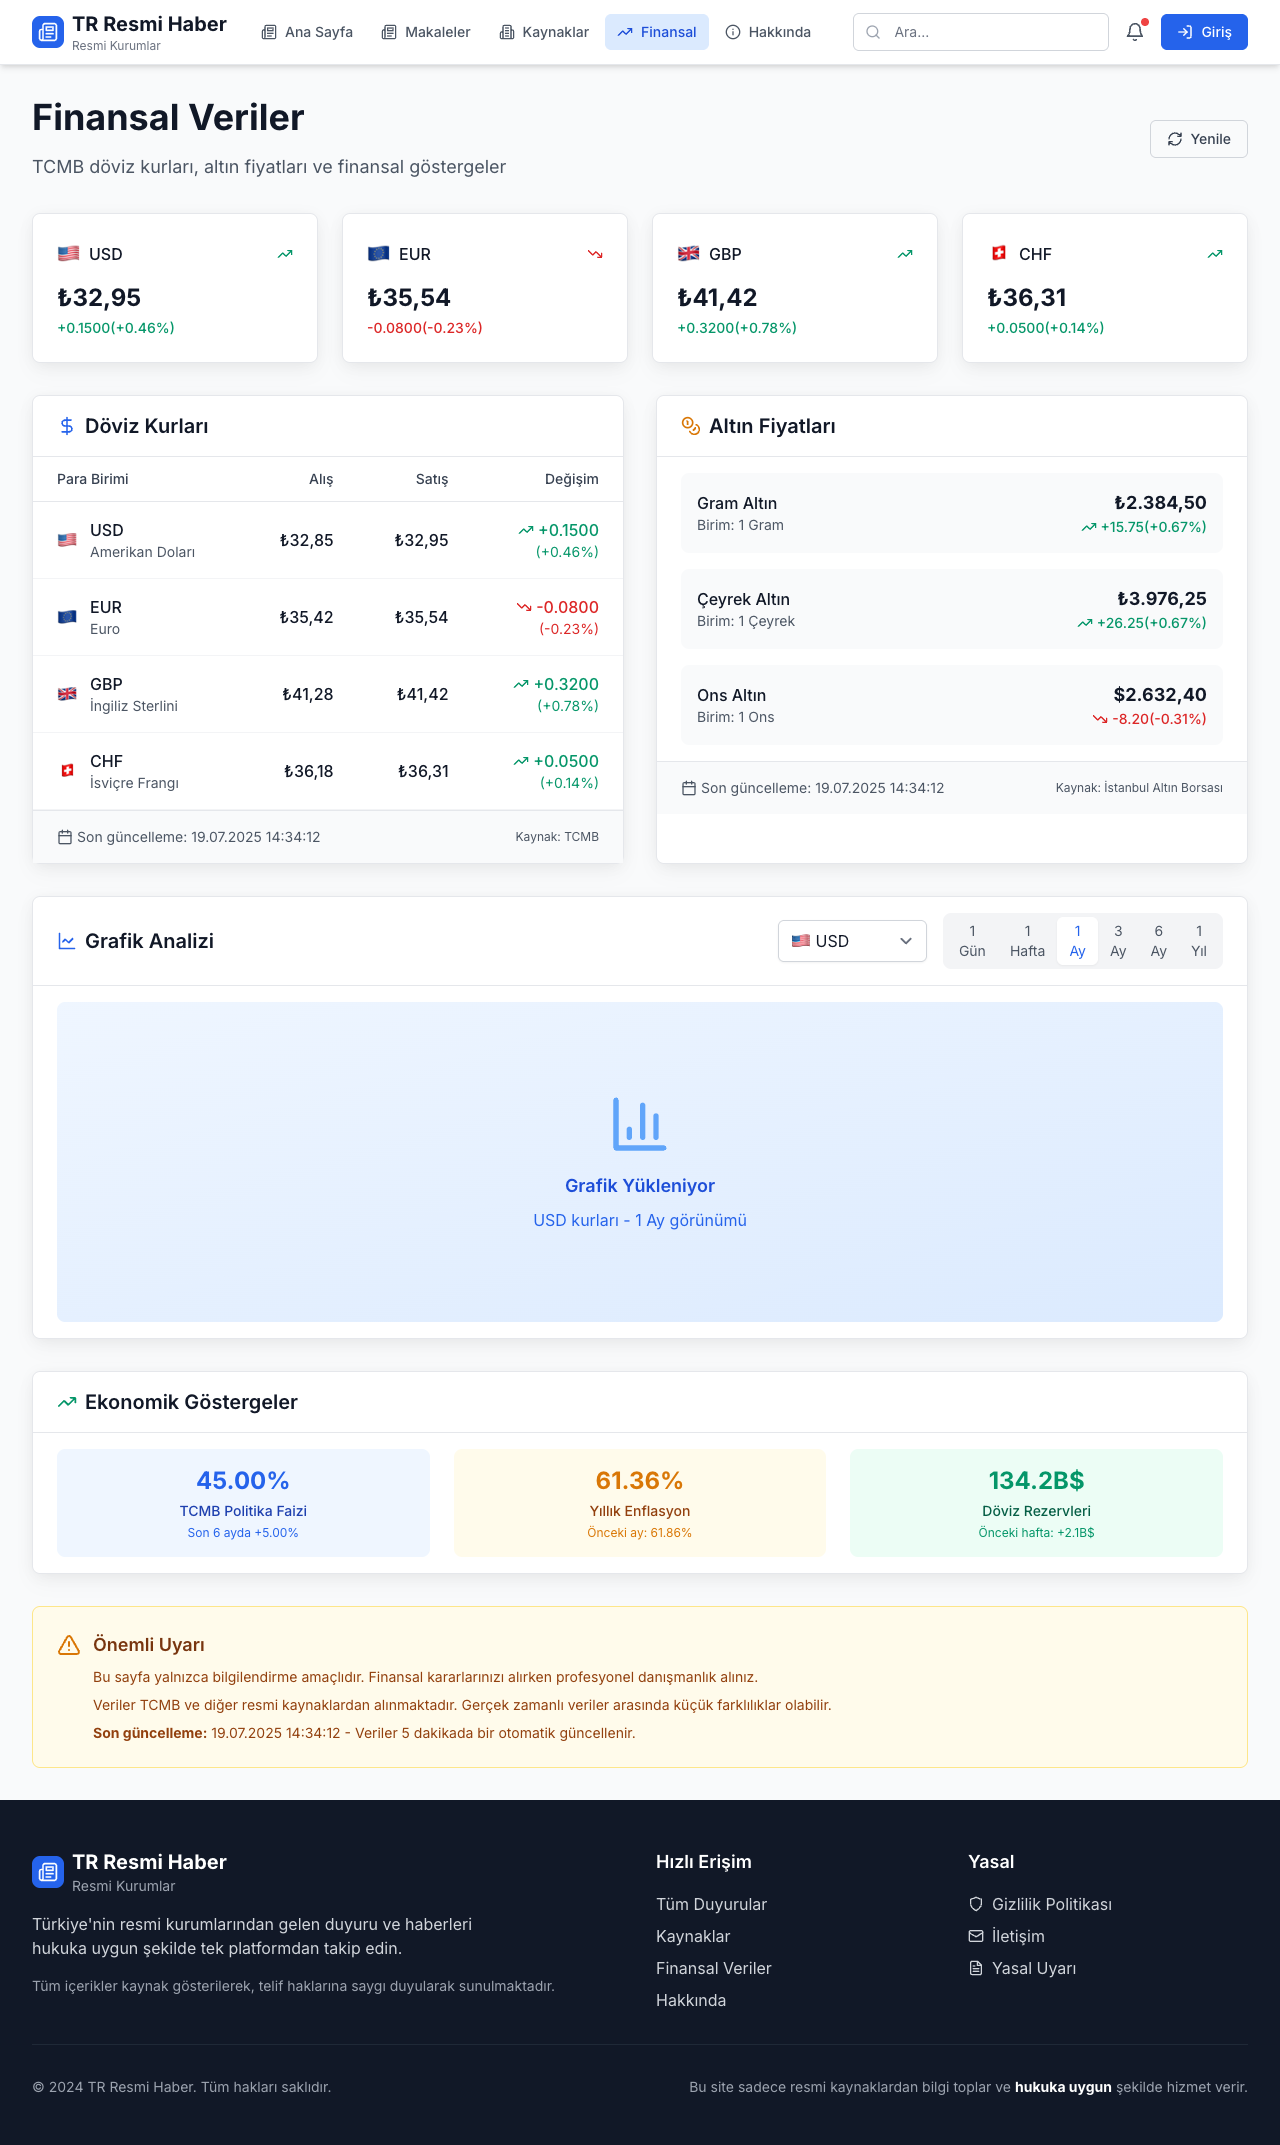 TR Resmi Haber
Resmi Kurumlar
Ana Sayfa
Makaleler
Kaynaklar
Finansal
Hakkında
Ara...
Giriş
Finansal Veriler
TCMB döviz kurları, altın fiyatları ve finansal göstergeler
Yenile
USD
₺32,95
+0.1500(+0.46%)
EUR
₺35,54
-0.0800(-0.23%)
GBP
₺41,42
+0.3200(+0.78%)
CHF
₺36,31
+0.0500(+0.14%)
Döviz Kurları
Para Birimi Alış Satış Değişim
USD
Amerikan Doları
₺32,85 ₺32,95
+0.1500
(+0.46%)
EUR
Euro
₺35,42 ₺35,54
-0.0800
(-0.23%)
GBP
İngiliz Sterlini
₺41,28 ₺41,42
+0.3200
(+0.78%)
CHF
İsviçre Frangı
₺36,18 ₺36,31
+0.0500
(+0.14%)
Son güncelleme: 19.07.2025 14:34:12
Kaynak: TCMB
Altın Fiyatları
Gram Altın
Birim: 1 Gram
₺2.384,50
+15.75(+0.67%)
Çeyrek Altın
Birim: 1 Çeyrek
₺3.976,25
+26.25(+0.67%)
Ons Altın
Birim: 1 Ons
$2.632,40
-8.20(-0.31%)
Son güncelleme: 19.07.2025 14:34:12
Kaynak: İstanbul Altın Borsası
Grafik Analizi
USD
1
Gün
1
Hafta
1
Ay
3
Ay
6
Ay
1
Yıl
Grafik Yükleniyor
USD kurları - 1 Ay görünümü
Ekonomik Göstergeler
45.00%
TCMB Politika Faizi
Son 6 ayda +5.00%
61.36%
Yıllık Enflasyon
Önceki ay: 61.86%
134.2B$
Döviz Rezervleri
Önceki hafta: +2.1B$
Önemli Uyarı
Bu sayfa yalnızca bilgilendirme amaçlıdır. Finansal kararlarınızı alırken profesyonel danışmanlık alınız.
Veriler TCMB ve diğer resmi kaynaklardan alınmaktadır. Gerçek zamanlı veriler arasında küçük farklılıklar olabilir.
Son güncelleme: 19.07.2025 14:34:12 - Veriler 5 dakikada bir otomatik güncellenir.
TR Resmi Haber
Resmi Kurumlar
Türkiye'nin resmi kurumlarından gelen duyuru ve haberleri
hukuka uygun şekilde tek platformdan takip edin.
Tüm içerikler kaynak gösterilerek, telif haklarına saygı duyularak sunulmaktadır.
Hızlı Erişim
Tüm Duyurular
Kaynaklar
Finansal Veriler
Hakkında
Yasal
Gizlilik Politikası
İletişim
Yasal Uyarı
© 2024 TR Resmi Haber. Tüm hakları saklıdır.
Bu site sadece resmi kaynaklardan bilgi toplar ve hukuka uygun şekilde hizmet verir.